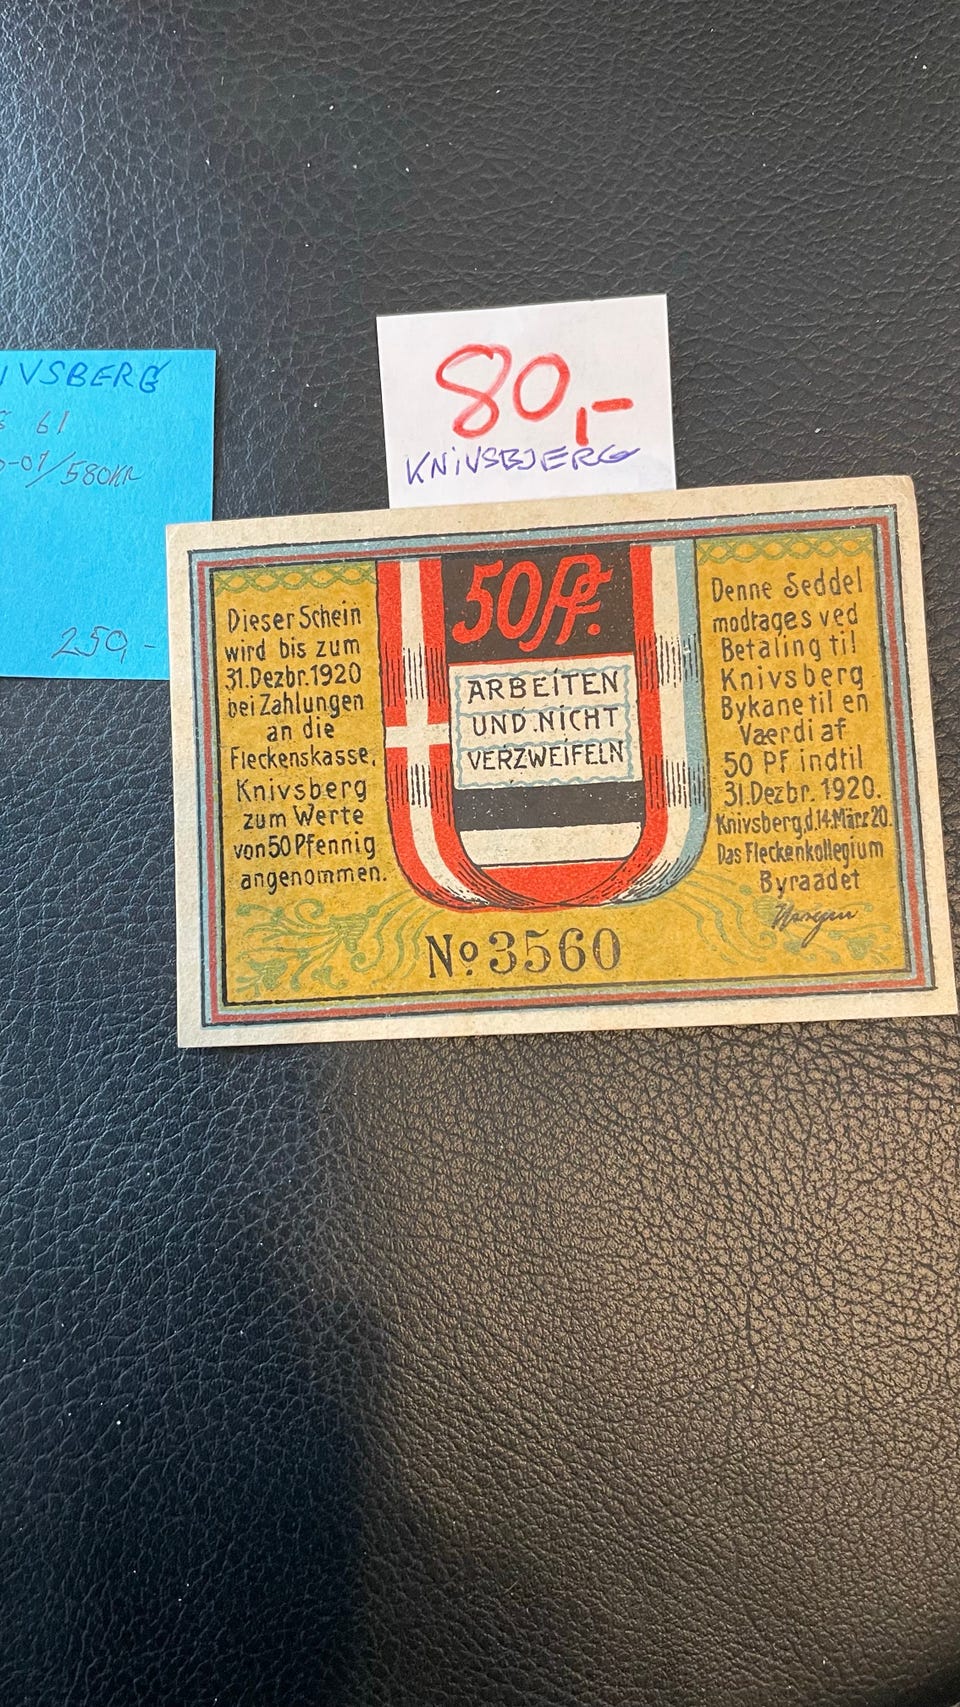 80,-
KNIVSBJERG
IVSBERG
61
-07/580KR
250,-
50 Pf.
ARBEITEN
UND NICHT
VERZWEIFELN
Dieser Schein
wird bis zum
31.Dezbr.1920
bei Zahlungen
an die
Fleckenskasse,
Knivsberg
zum Werte
von 50 Pfennig
angenommen.
Denne Seddel
modtages ved
Betaling til
Knivsberg
Bykane til en
Værdi af
50 Pf indtil
31.Dezbr. 1920.
Knivsberg,d.14.März 20.
Das Fleckenkollegium
Byraadet
No 3560